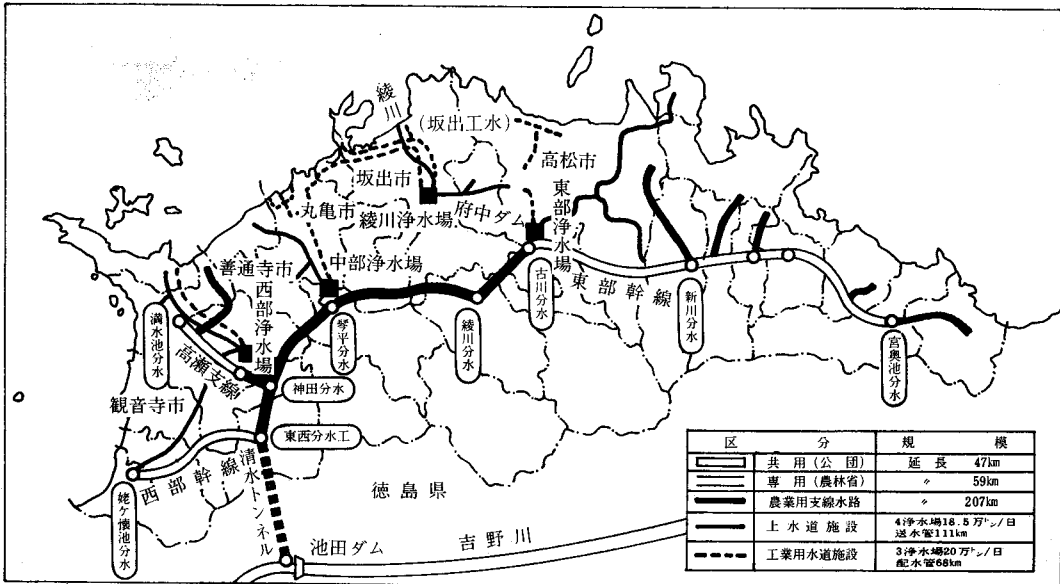 綾川
(坂出工水)
高松市
坂出市
丸亀市
綾川浄水場
府中ダム
東部浄水場
善通寺市
中部浄水場
西部浄水場
東部幹線
古川分水
新川分水
綾川分水
琴平分水
満水池分水
高瀬支線
神田分水
宮奥池分水
観音寺市
東西分水工
西部幹線
清水トンネル
徳島県
姥ケ懐池分水
池田ダム
吉野川
区分 規模
共用(公団) 延長 47km
専用(農林省) 〃 59km
農業用支線水路 〃 207km
上水道施設 4浄水場18.5万トン/日
送水管111km
工業用水道施設 3浄水場20万トン/日
配水管68km